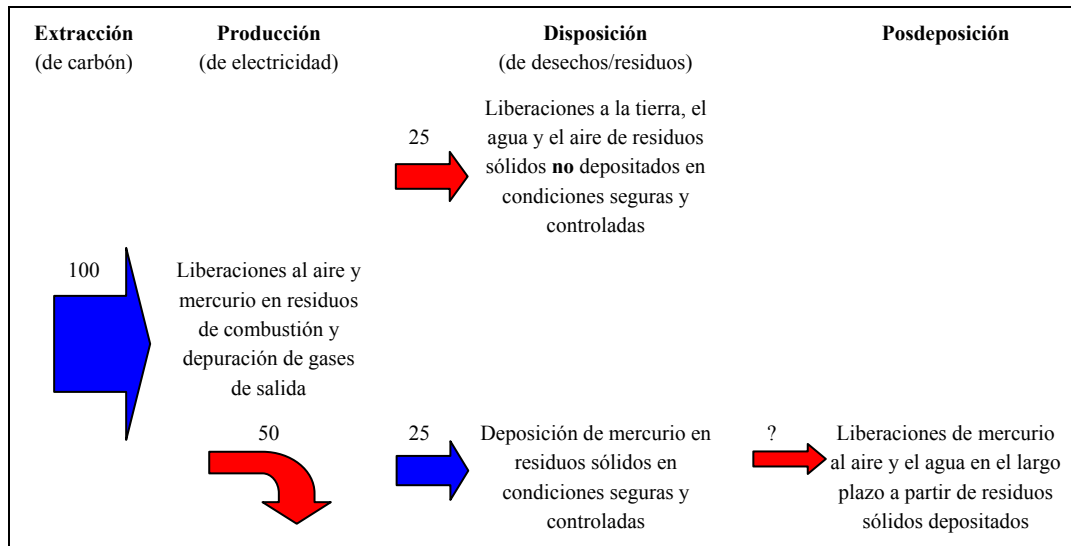 Extracción
(de carbón)
Producción
(de electricidad)
Disposición
(de desechos/residuos)
Posdeposición
25
Liberaciones a la tierra, el
agua y el aire de residuos
sólidos no depositados en
condiciones seguras y
controladas
100
Liberaciones al aire y
mercurio en residuos
de combustión y
depuración de gases
de salida
50
25
Deposición de mercurio en
residuos sólidos en
condiciones seguras y
controladas
?
Liberaciones de mercurio
al aire y el agua en el largo
plazo a partir de residuos
sólidos depositados